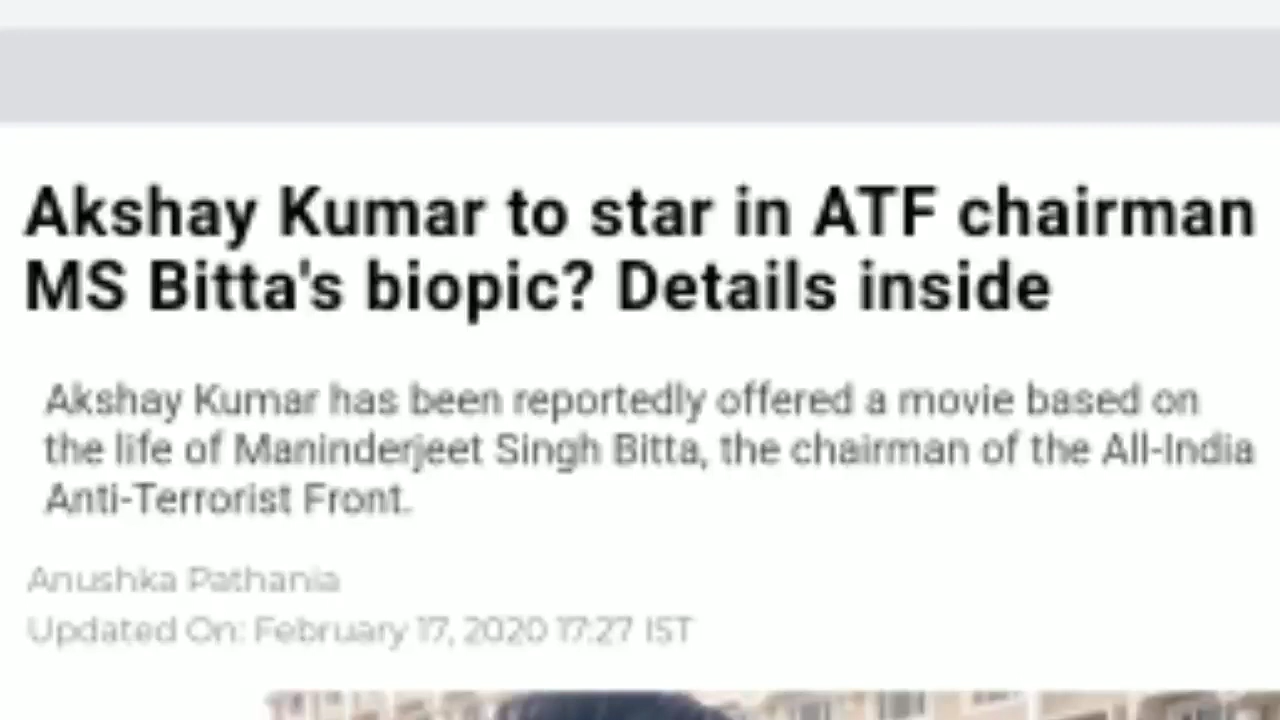 Akshay Kumar to star in ATF chairman
MS Bitta's biopic? Details inside
Akshay Kumar has been reportedly offered a movie based on
the life of Maninderjeet Singh Bitta, the chairman of the All-India
Anti-Terrorist Front.
Anushka Pathania
Updated On: February 17, 2020 17:27 IST